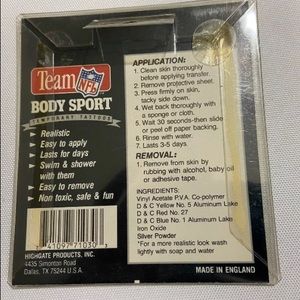 Team NFL
BODY SPORT
TEMPORARY TATTOOS
Realistic
Easy to apply
Lasts for days
Swim & shower
with them
Easy to remove
Non toxic, safe & fun
41097 71030
HIGHGATE PRODUCTS, INC.
4435 Simonton Road
Dallas, TX 75244 U.S.A.
APPLICATION:
1. Clean skin thoroughly
before applying transfer.
2. Remove protective sheet.
3. Press firmly on skin,
tacky side down.
4. Wet back thoroughly with
a sponge or cloth.
5. Wait 30 seconds-then slide
or peel off paper backing.
6. Rinse with water.
7. Lasts 3-5 days.
REMOVAL:
1. Remove from skin by
rubbing with alcohol, baby oil
or adhesive tape.
INGREDIENTS:
Vinyl Acetate P.V.A. Co-polymer
D & C Yellow No. 5 Aluminum Lake
D & C Red No. 27
D & C Blue No. 1 Aluminum Lake
Iron Oxide
Silver Powder
*For a more realistic look wash
lightly with soap and water
MADE IN ENGLAND